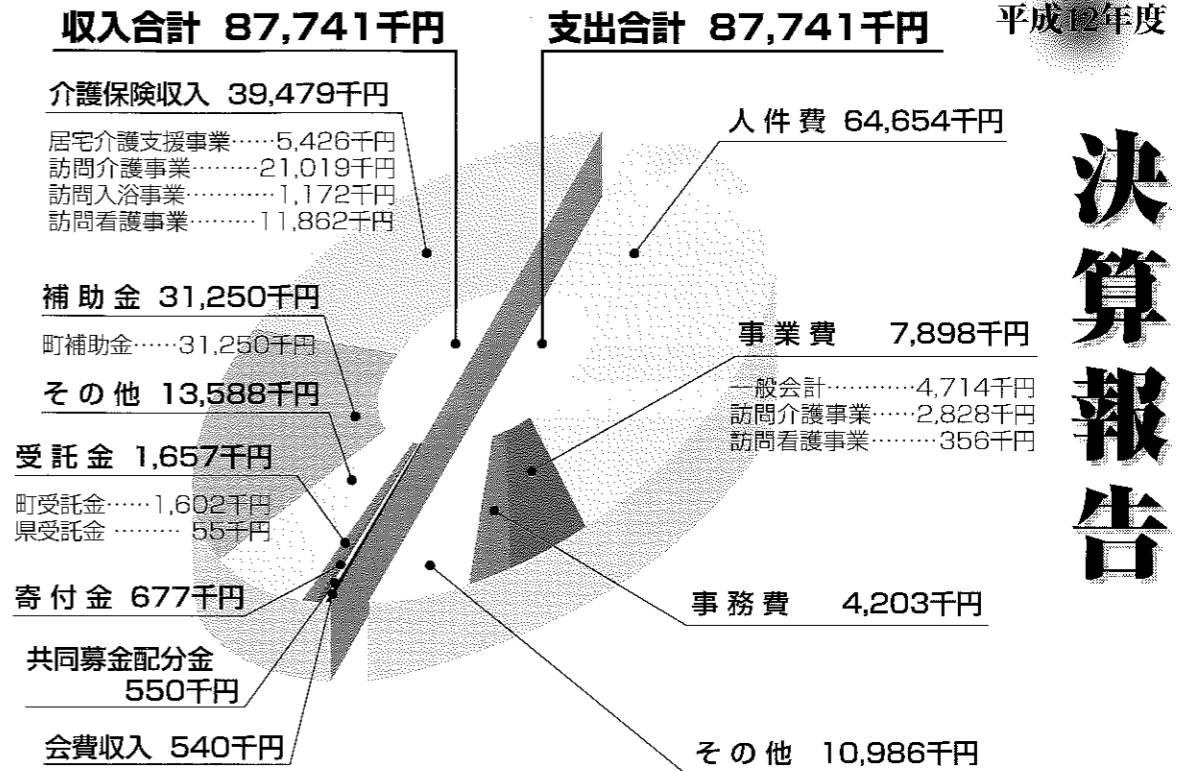 平成12年度
決算報告
収入合計 87,741千円
介護保険収入 39,479千円
居宅介護支援事業……5,426千円
訪問介護事業………21,019千円
訪問入浴事業…………1,172千円
訪問看護事業………11,862千円
補助金 31,250千円
町補助金……31,250千円
その他 13,588千円
受託金 1,657千円
町受託金……1,602千円
県受託金……… 55千円
寄付金 677千円
共同募金配分金
550千円
会費収入 540千円
支出合計 87,741千円
人件費 64,654千円
事業費 7,898千円
一般会計…………4,714千円
訪問介護事業……2,828千円
訪問看護事業………356千円
事務費 4,203千円
その他 10,986千円